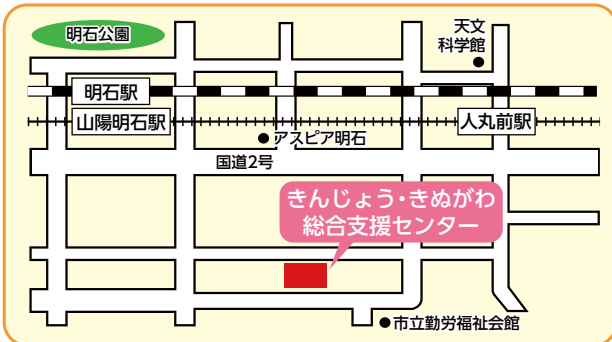 明石公園
天文
科学館
明石駅
山陽明石駅
人丸前駅
アスピア明石
国道2号
きんじょう・きぬがわ
総合支援センター
市立勤労福祉会館